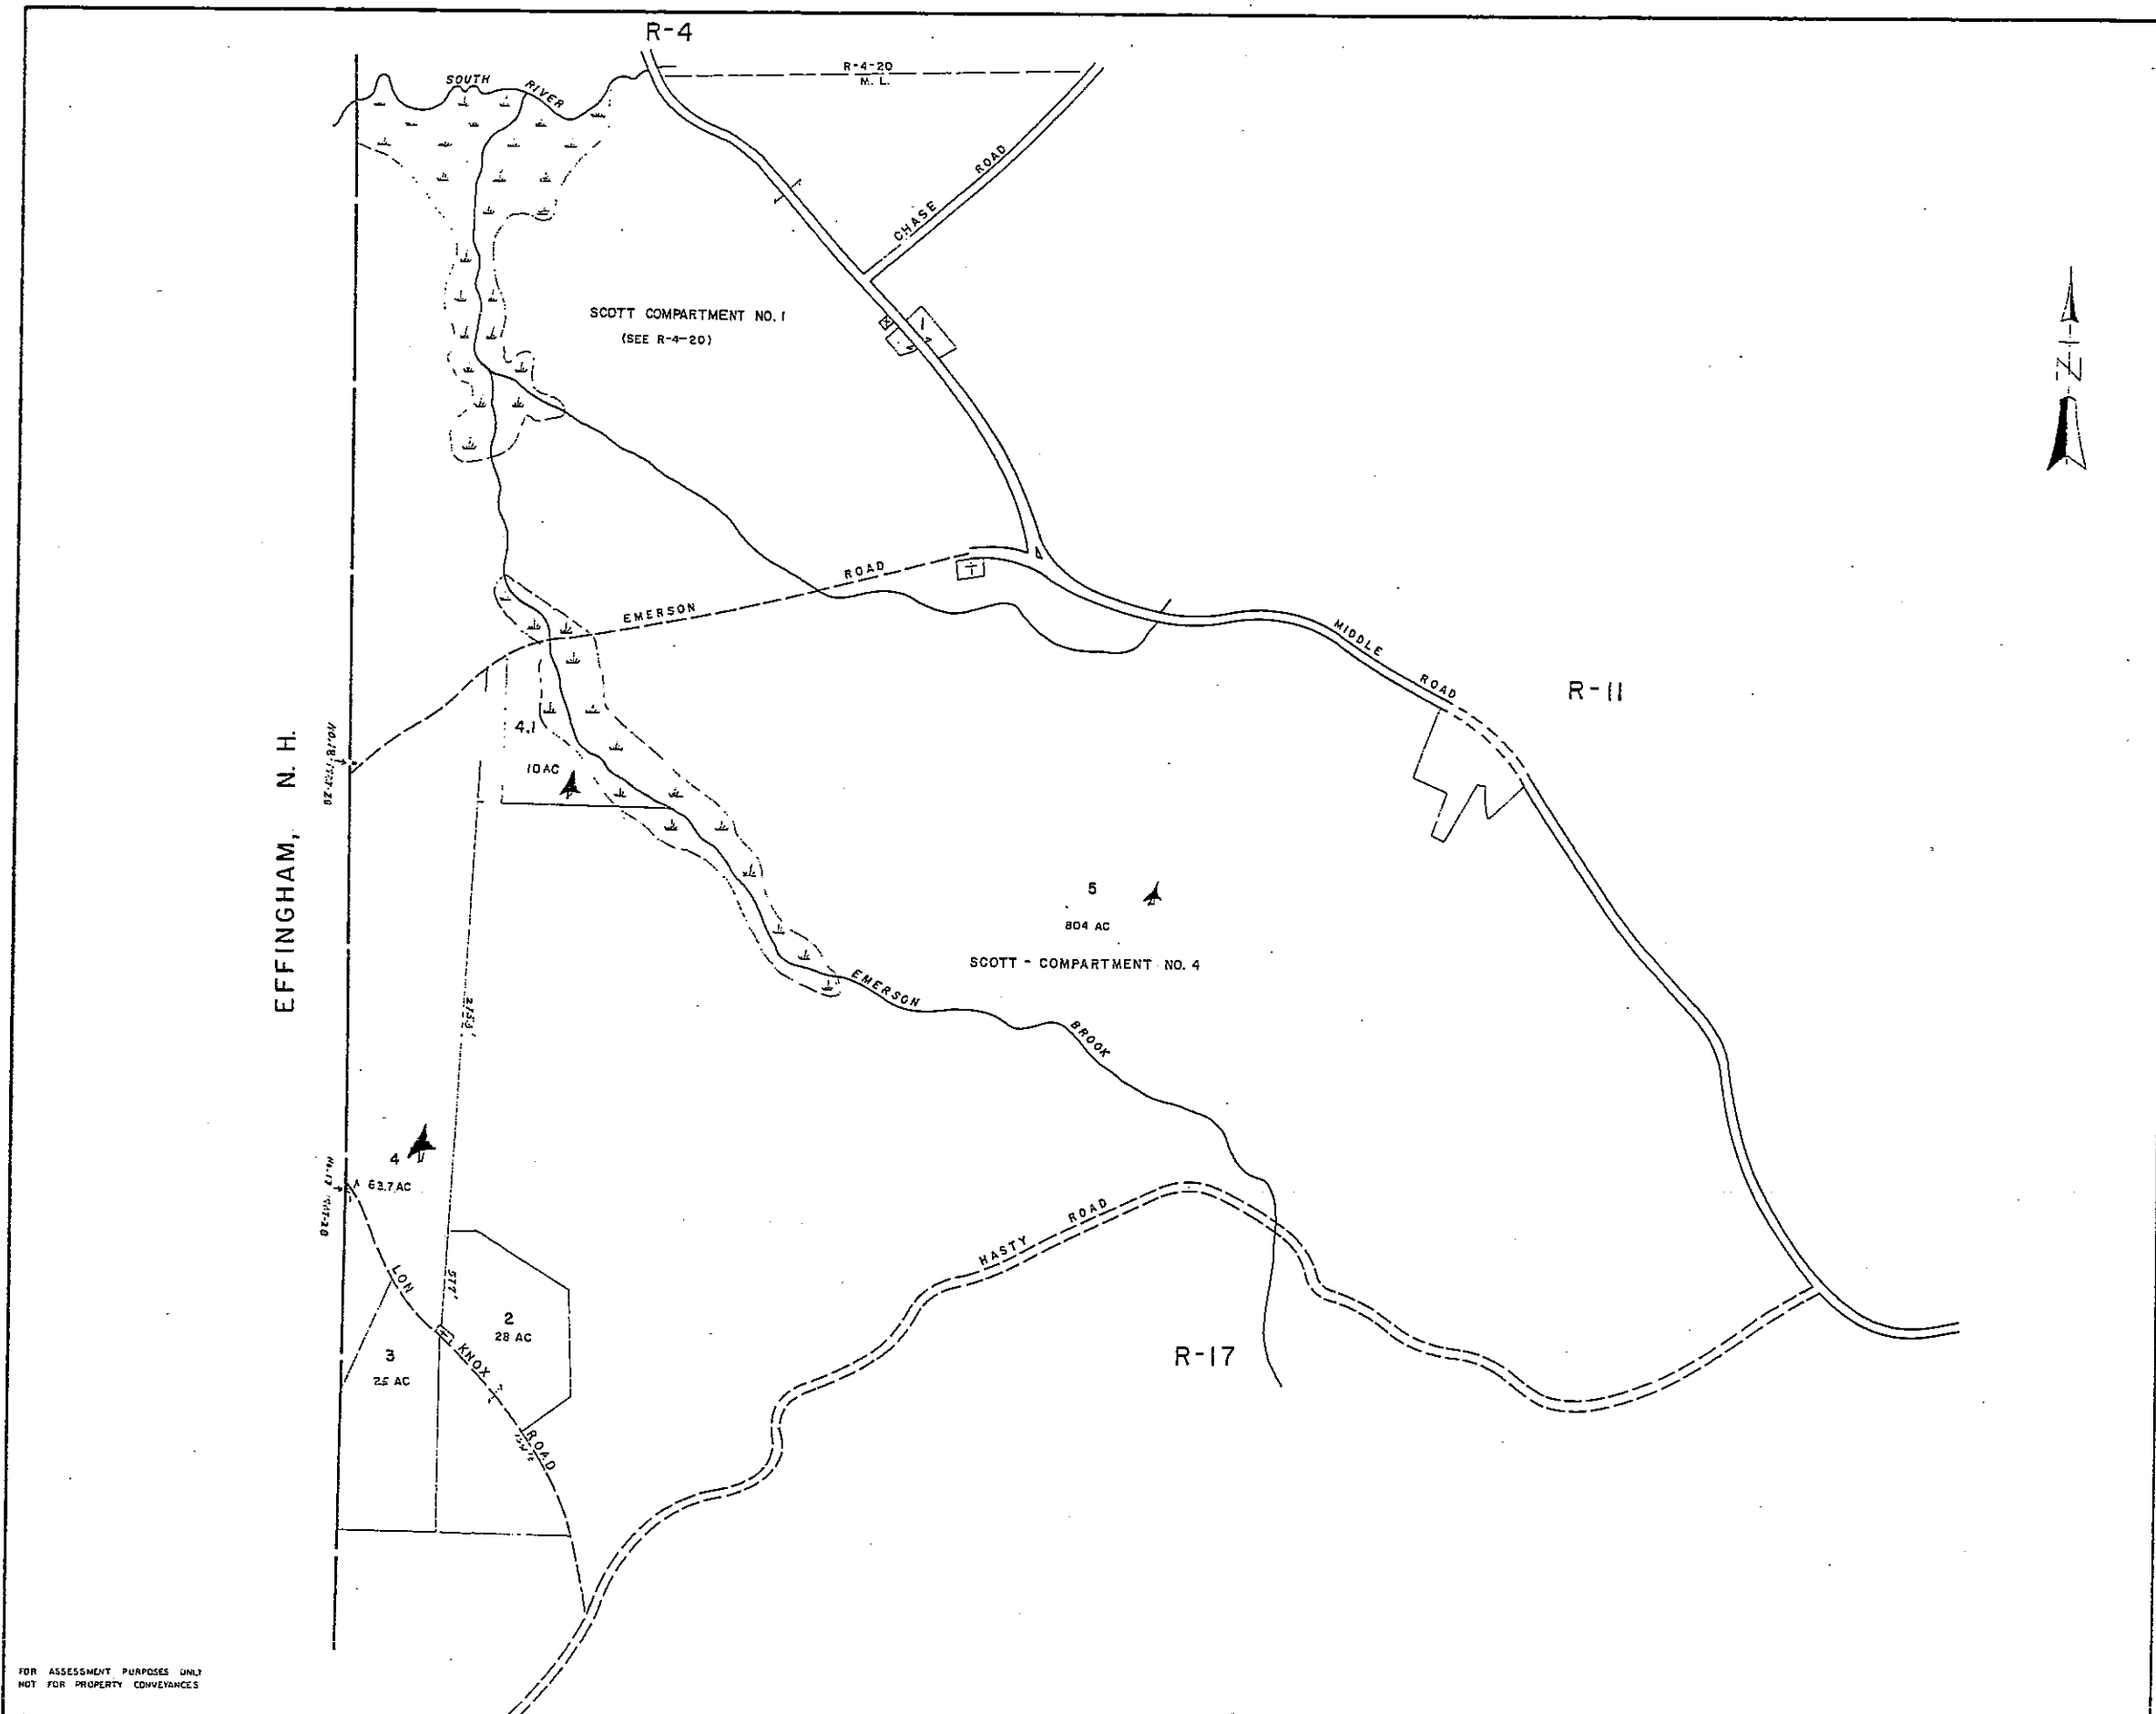 R-4
R-4-20
M. L.
SOUTH RIVER
CHASE ROAD
SCOTT COMPARTMENT NO. 1
(SEE R-4-20)
1
2
EMERSON ROAD
MIDDLE ROAD
R-11
N
4.1
10 AC
EFFINGHAM, N. H.
5
804 AC
SCOTT - COMPARTMENT NO. 4
EMERSON BROOK
4
63.7 AC
HASTY ROAD
577'
2
28 AC
LON KNOX ROAD
3
25 AC
R-17
FOR ASSESSMENT PURPOSES ONLY
NOT FOR PROPERTY CONVEYANCES